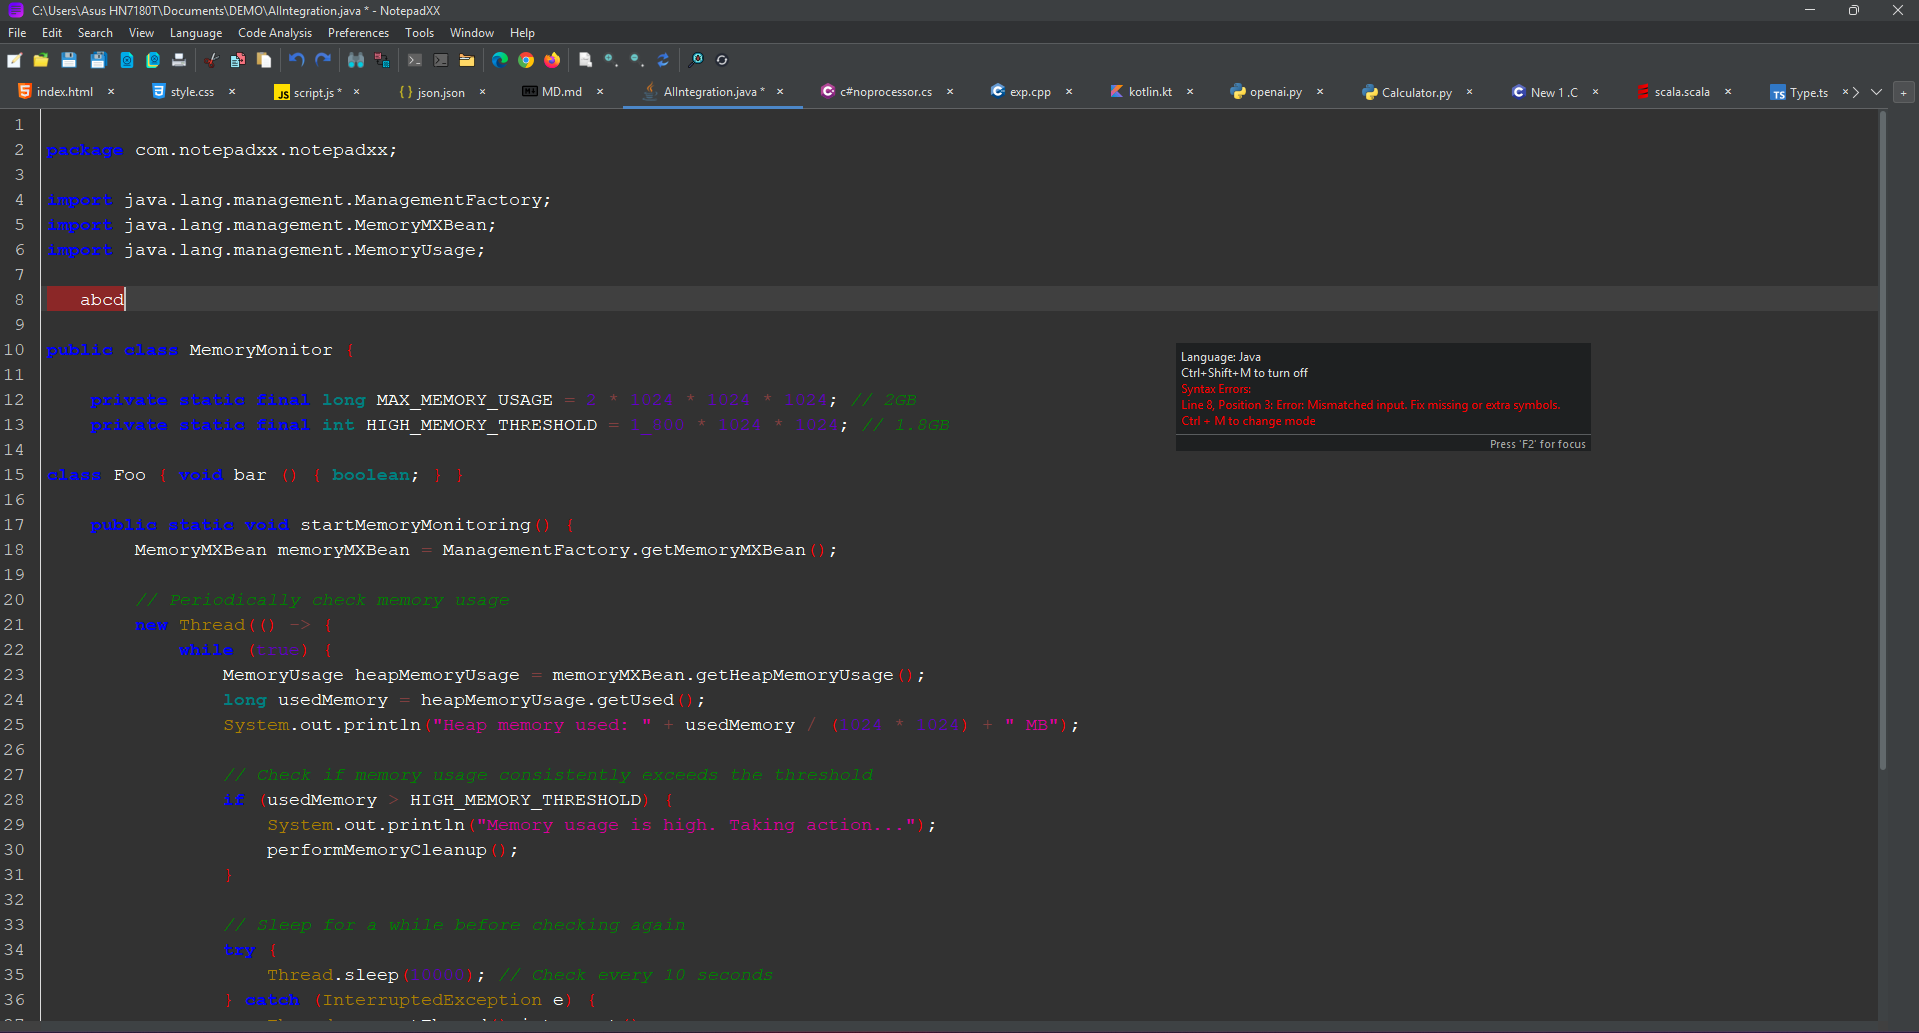 C:\Users\Asus HN7180T\Documents\DEMO\AIIntegration.java * - NotepadXX
File Edit Search View Language Code Analysis Preferences Tools Window Help
index.html × style.css × script.js * × json.json × MD.md × AIIntegration.java * × c#noprocessor.cs × exp.cpp × kotlin.kt × openai.py × Calculator.py × New 1 .C × scala.scala × Type.ts ×
1
2 package com.notepadxx.notepadxx;
3
4 import java.lang.management.ManagementFactory;
5 import java.lang.management.MemoryMXBean;
6 import java.lang.management.MemoryUsage;
7
8 abcd
9
10 public class MemoryMonitor {
11
12 private static final long MAX_MEMORY_USAGE = 2 * 1024 * 1024 * 1024; // 2GB
13 private static final int HIGH_MEMORY_THRESHOLD = 1_800 * 1024 * 1024; // 1.8GB
14
15 class Foo { void bar () { boolean; } }
16
17 public static void startMemoryMonitoring() {
18 MemoryMXBean memoryMXBean = ManagementFactory.getMemoryMXBean();
19
20 // Periodically check memory usage
21 new Thread(() -> {
22 while (true) {
23 MemoryUsage heapMemoryUsage = memoryMXBean.getHeapMemoryUsage();
24 long usedMemory = heapMemoryUsage.getUsed();
25 System.out.println("Heap memory used: " + usedMemory / (1024 * 1024) + " MB");
26
27 // Check if memory usage consistently exceeds the threshold
28 if (usedMemory > HIGH_MEMORY_THRESHOLD) {
29 System.out.println("Memory usage is high. Taking action...");
30 performMemoryCleanup();
31 }
32
33 // Sleep for a while before checking again
34 try {
35 Thread.sleep(10000); // Check every 10 seconds
36 } catch (InterruptedException e) {
Language: Java
Ctrl+Shift+M to turn off
Syntax Errors:
Line 8, Position 3: Error: Mismatched input. Fix missing or extra symbols.
Ctrl + M to change mode
Press 'F2' for focus